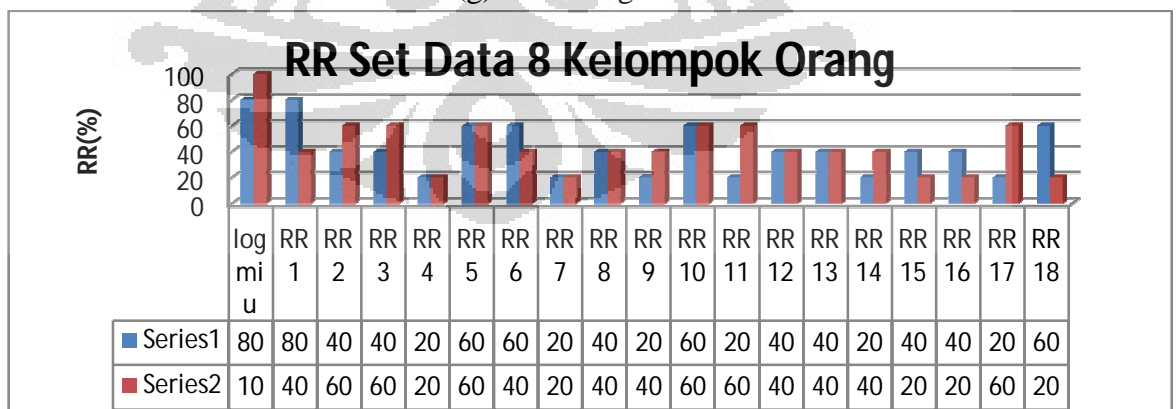 RR Set Data 8 Kelompok Orang
RR(%)
100
80
60
40
20
0
log miu RR 1 RR 2 RR 3 RR 4 RR 5 RR 6 RR 7 RR 8 RR 9 RR 10 RR 11 RR 12 RR 13 RR 14 RR 15 RR 16 RR 17 RR 18
Series1 80 80 40 40 20 60 60 20 40 20 60 20 40 40 20 40 40 20 60
Series2 10 40 60 60 20 60 40 20 40 40 60 60 40 40 40 20 20 60 20